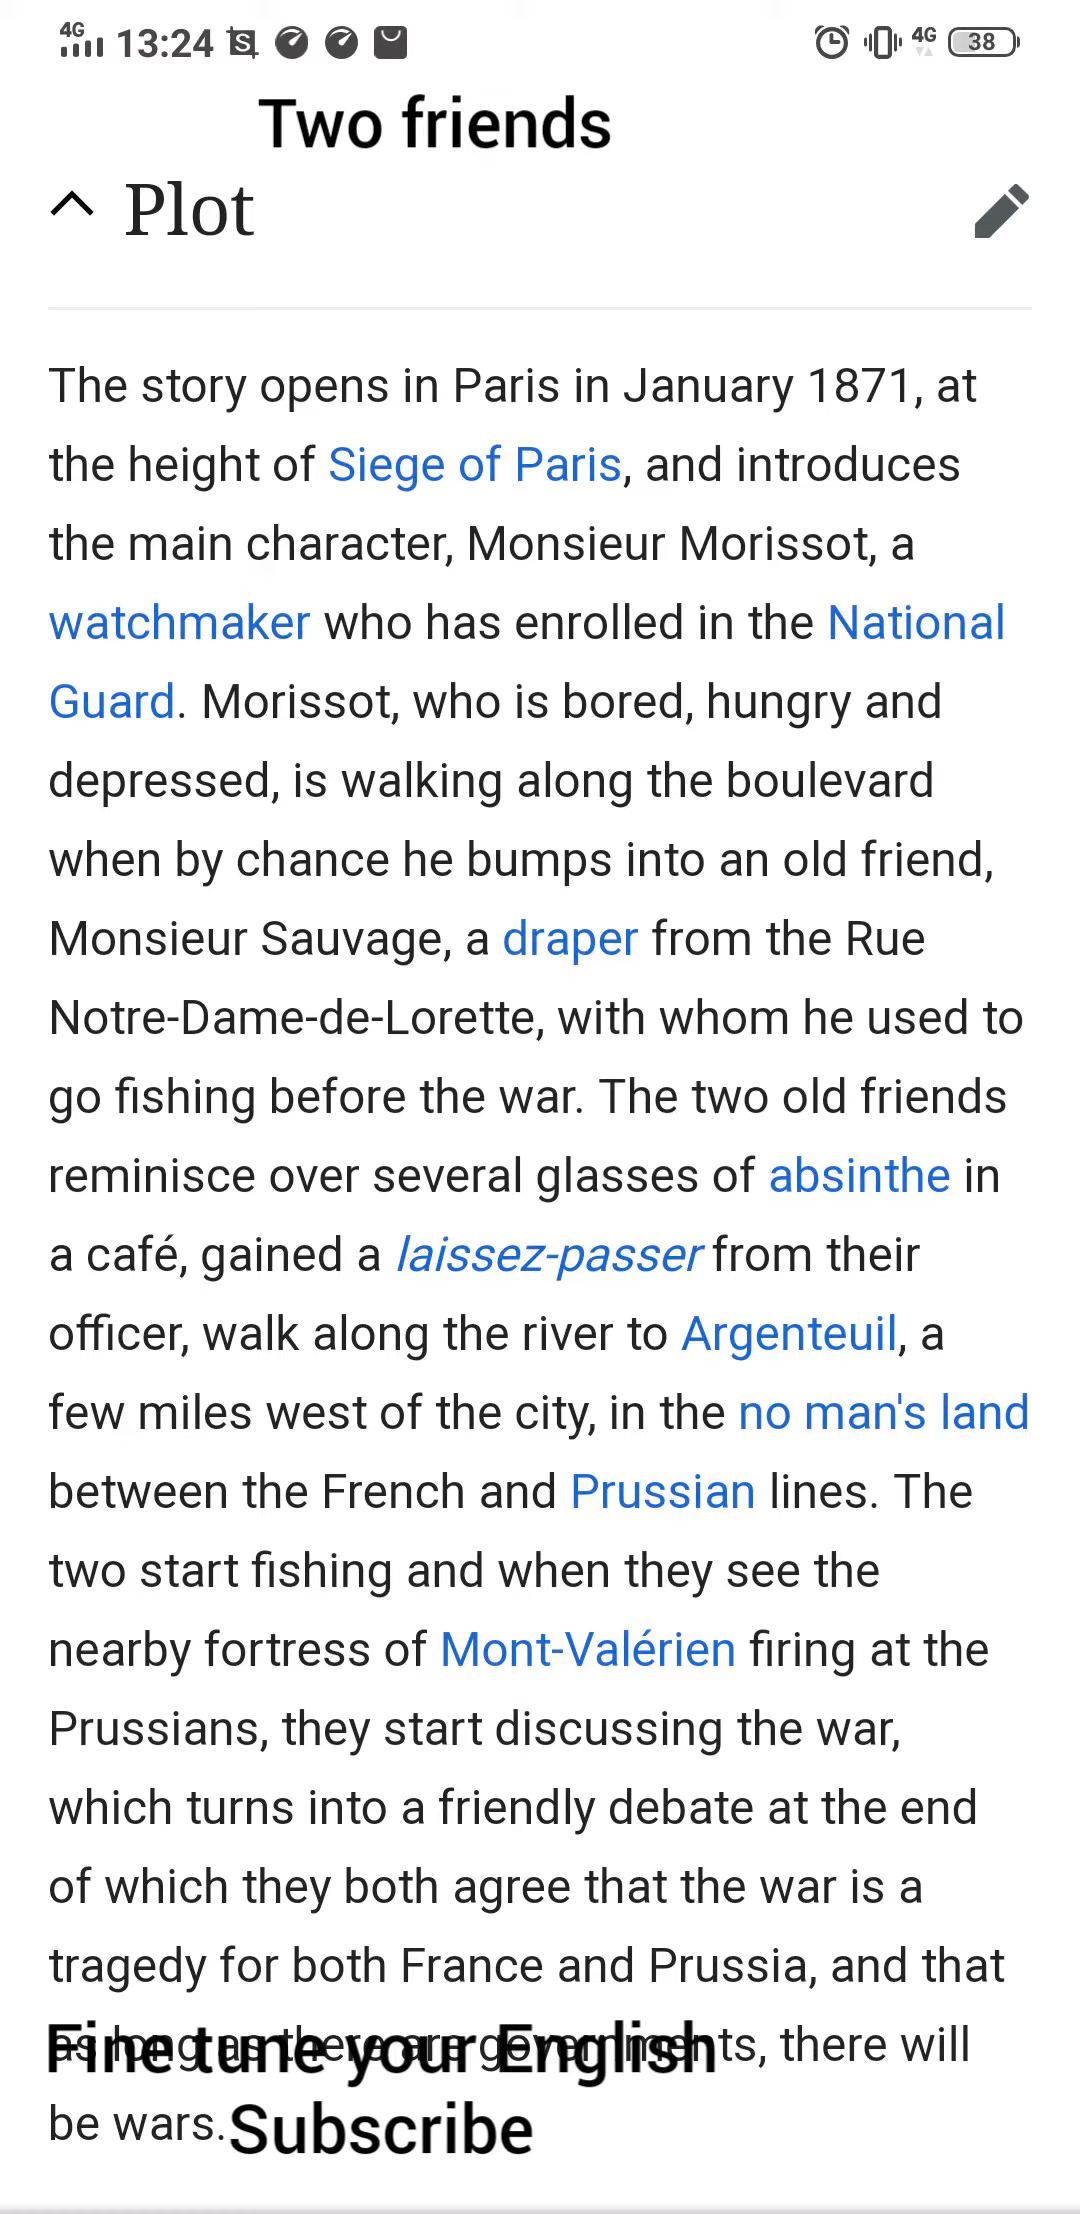 4G 13:24 4G 38
Two friends
Plot
The story opens in Paris in January 1871, at
the height of Siege of Paris, and introduces
the main character, Monsieur Morissot, a
watchmaker who has enrolled in the National
Guard. Morissot, who is bored, hungry and
depressed, is walking along the boulevard
when by chance he bumps into an old friend,
Monsieur Sauvage, a draper from the Rue
Notre-Dame-de-Lorette, with whom he used to
go fishing before the war. The two old friends
reminisce over several glasses of absinthe in
a café, gained a laissez-passer from their
officer, walk along the river to Argenteuil, a
few miles west of the city, in the no man's land
between the French and Prussian lines. The
two start fishing and when they see the
nearby fortress of Mont-Valérien firing at the
Prussians, they start discussing the war,
which turns into a friendly debate at the end
of which they both agree that the war is a
tragedy for both France and Prussia, and that
as long as there are governments, there will
Fine tune your English
be wars.
Subscribe